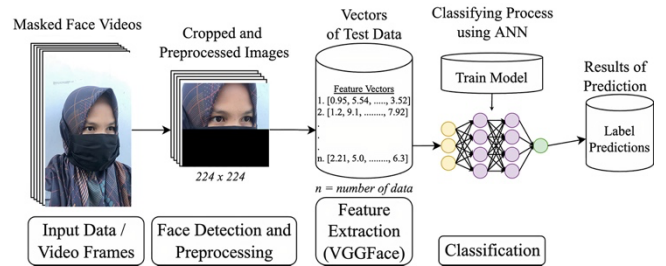 Masked Face Videos
Cropped and
Preprocessed Images
224 x 224
Vectors
of Test Data
Feature Vectors
1. [0.95, 5.54, ....., 3.52]
2. [1.2, 9.1, ........, 7.92]
.
.
n. [2.21, 5.0, ........, 6.3]
n = number of data
Classifying Process
using ANN
Train Model
Results of
Prediction
Label
Predictions
Input Data /
Video Frames
Face Detection and
Preprocessing
Feature
Extraction
(VGGFace)
Classification